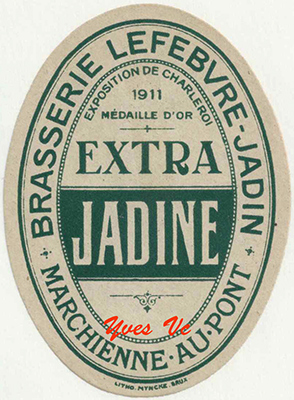 BRASSERIE LEFEBVRE-JADIN
EXPOSITION DE CHARLEROI
1911
MÉDAILLE D'OR
EXTRA
JADINE
Yves Ve
MARCHIENNE·AU·PONT
LITHO. MYNCKE. BRUX.